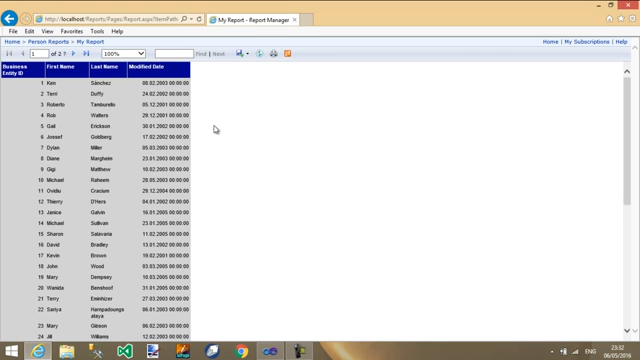 http://localhost/Reports/Pages/Report.aspx?ItemPath
My Report - Report Manager
File Edit View Favorites Tools Help
Home > Person Reports > My Report
Home | My Subscriptions | Help
1 of 2 ? 100% Find | Next
Business Entity ID First Name Last Name Modified Date
1 Ken Sánchez 08.02.2003 00:00:00
2 Terri Duffy 24.02.2002 00:00:00
3 Roberto Tamburello 05.12.2001 00:00:00
4 Rob Walters 29.12.2001 00:00:00
5 Gail Erickson 30.01.2002 00:00:00
6 Jossef Goldberg 17.02.2002 00:00:00
7 Dylan Miller 05.03.2003 00:00:00
8 Diane Margheim 23.01.2003 00:00:00
9 Gigi Matthew 10.02.2003 00:00:00
10 Michael Raheem 28.05.2003 00:00:00
11 Ovidiu Cracium 29.12.2004 00:00:00
12 Thierry D'Hers 04.01.2002 00:00:00
13 Janice Galvin 16.01.2005 00:00:00
14 Michael Sullivan 23.01.2005 00:00:00
15 Sharon Salavaria 11.02.2005 00:00:00
16 David Bradley 13.01.2002 00:00:00
17 Kevin Brown 19.02.2001 00:00:00
18 John Wood 03.03.2005 00:00:00
19 Mary Dempsey 10.03.2005 00:00:00
20 Wanida Benshoof 31.01.2005 00:00:00
21 Terry Eminhizer 27.03.2003 00:00:00
22 Sariya Harnpadoungsataya 06.01.2003 00:00:00
23 Mary Gibson 06.02.2003 00:00:00
24 Jill Williams 12.02.2003 00:00:00
ENG
23:32
06/05/2016